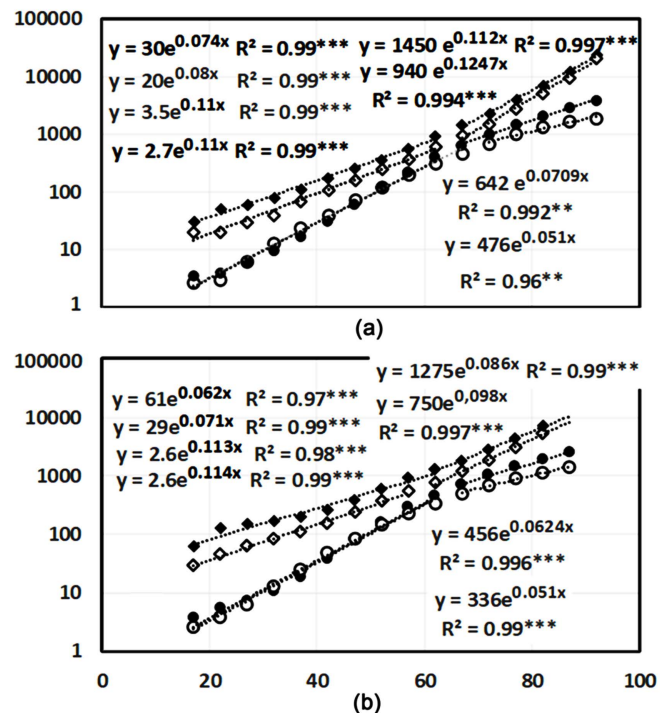 (a)
100000
10000
1000
100
10
1
y = 30e^0.074x R² = 0.99***
y = 20e^0.08x R² = 0.99***
y = 3.5e^0.11x R² = 0.99***
y = 2.7e^0.11x R² = 0.99***
y = 1450 e^0.112x R² = 0.997***
y = 940 e^0.1247x
R² = 0.994***
y = 642 e^0.0709x
R² = 0.992**
y = 476e^0.051x
R² = 0.96**
0 20 40 60 80 100
(a)
100000
10000
1000
100
10
1
y = 61e^0.062x R² = 0.97***
y = 29e^0.071x R² = 0.99***
y = 2.6e^0.113x R² = 0.98***
y = 2.6e^0.114x R² = 0.99***
y = 1275e^0.086x R² = 0.99***
y = 750e^0,098x
R² = 0.997***
y = 456e^0.0624x
R² = 0.996***
y = 336e^0.051x
R² = 0.99***
0 20 40 60 80 100
(b)